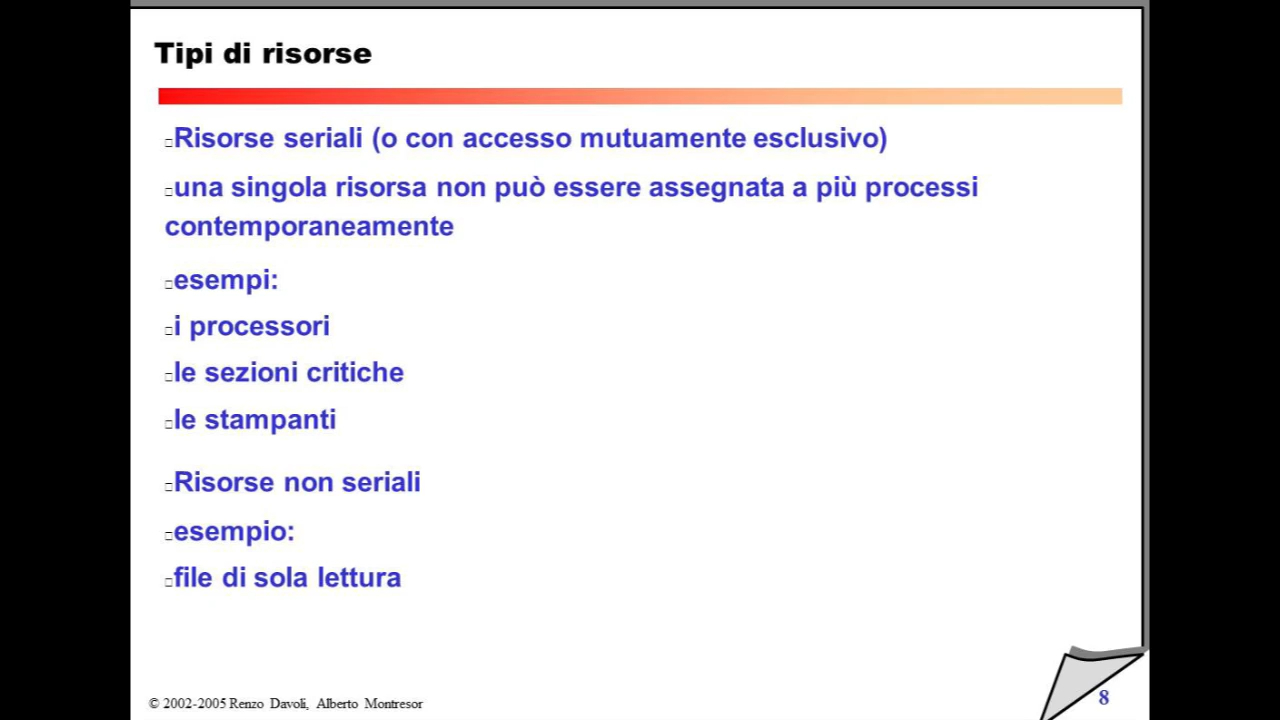 Tipi di risorse
Risorse seriali (o con accesso mutuamente esclusivo)
una singola risorsa non può essere assegnata a più processi
contemporaneamente
esempi:
i processori
le sezioni critiche
le stampanti
Risorse non seriali
esempio:
file di sola lettura
© 2002-2005 Renzo Davoli, Alberto Montresor
8